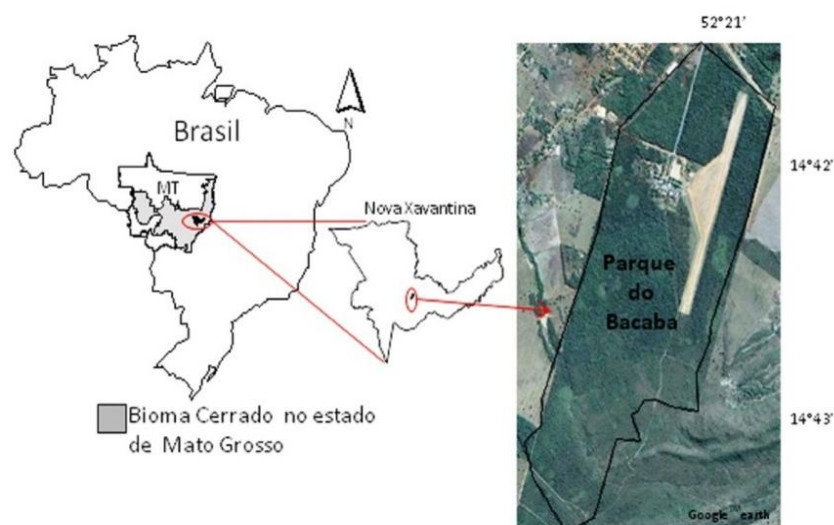 52°21'
Brasil
N
MT
14°42'
Nova Xavantina
Parque
do
Bacaba
Bioma Cerrado no estado
de Mato Grosso
14°43'
Google earth